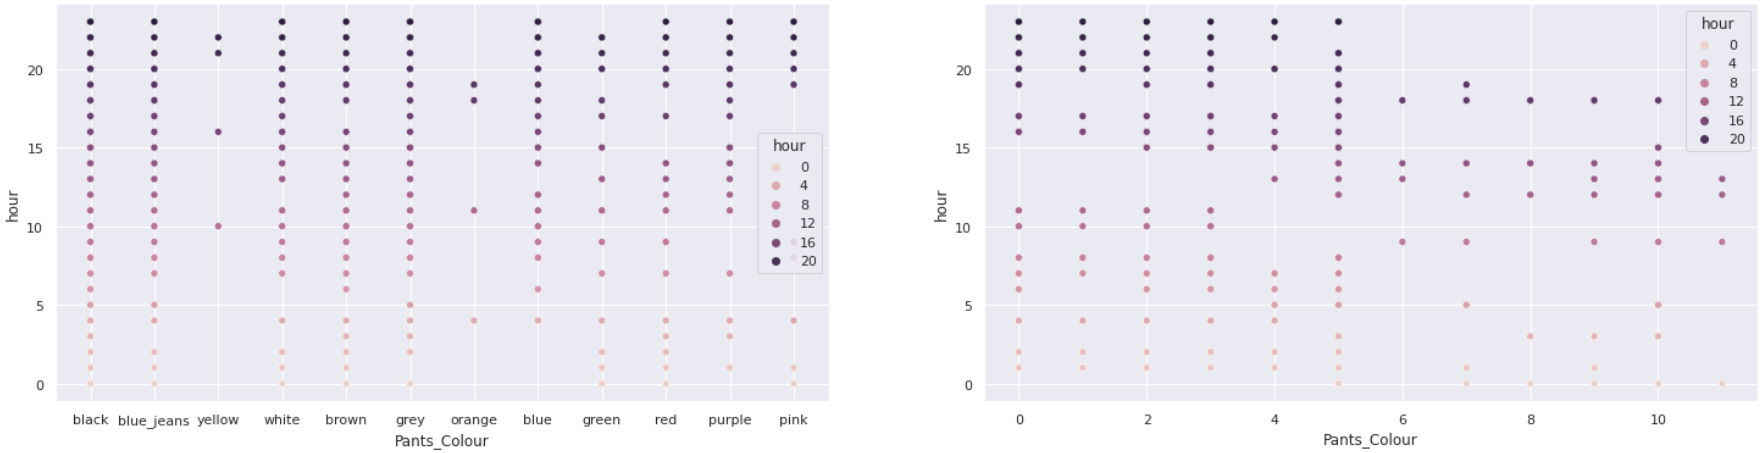 hour
20
15
10
5
0
black blue_jeans yellow white brown grey orange blue green red purple pink
Pants_Colour
hour
0
4
8
12
16
20
hour
20
15
10
5
0
0 2 4 6 8 10
Pants_Colour
hour
0
4
8
12
16
20